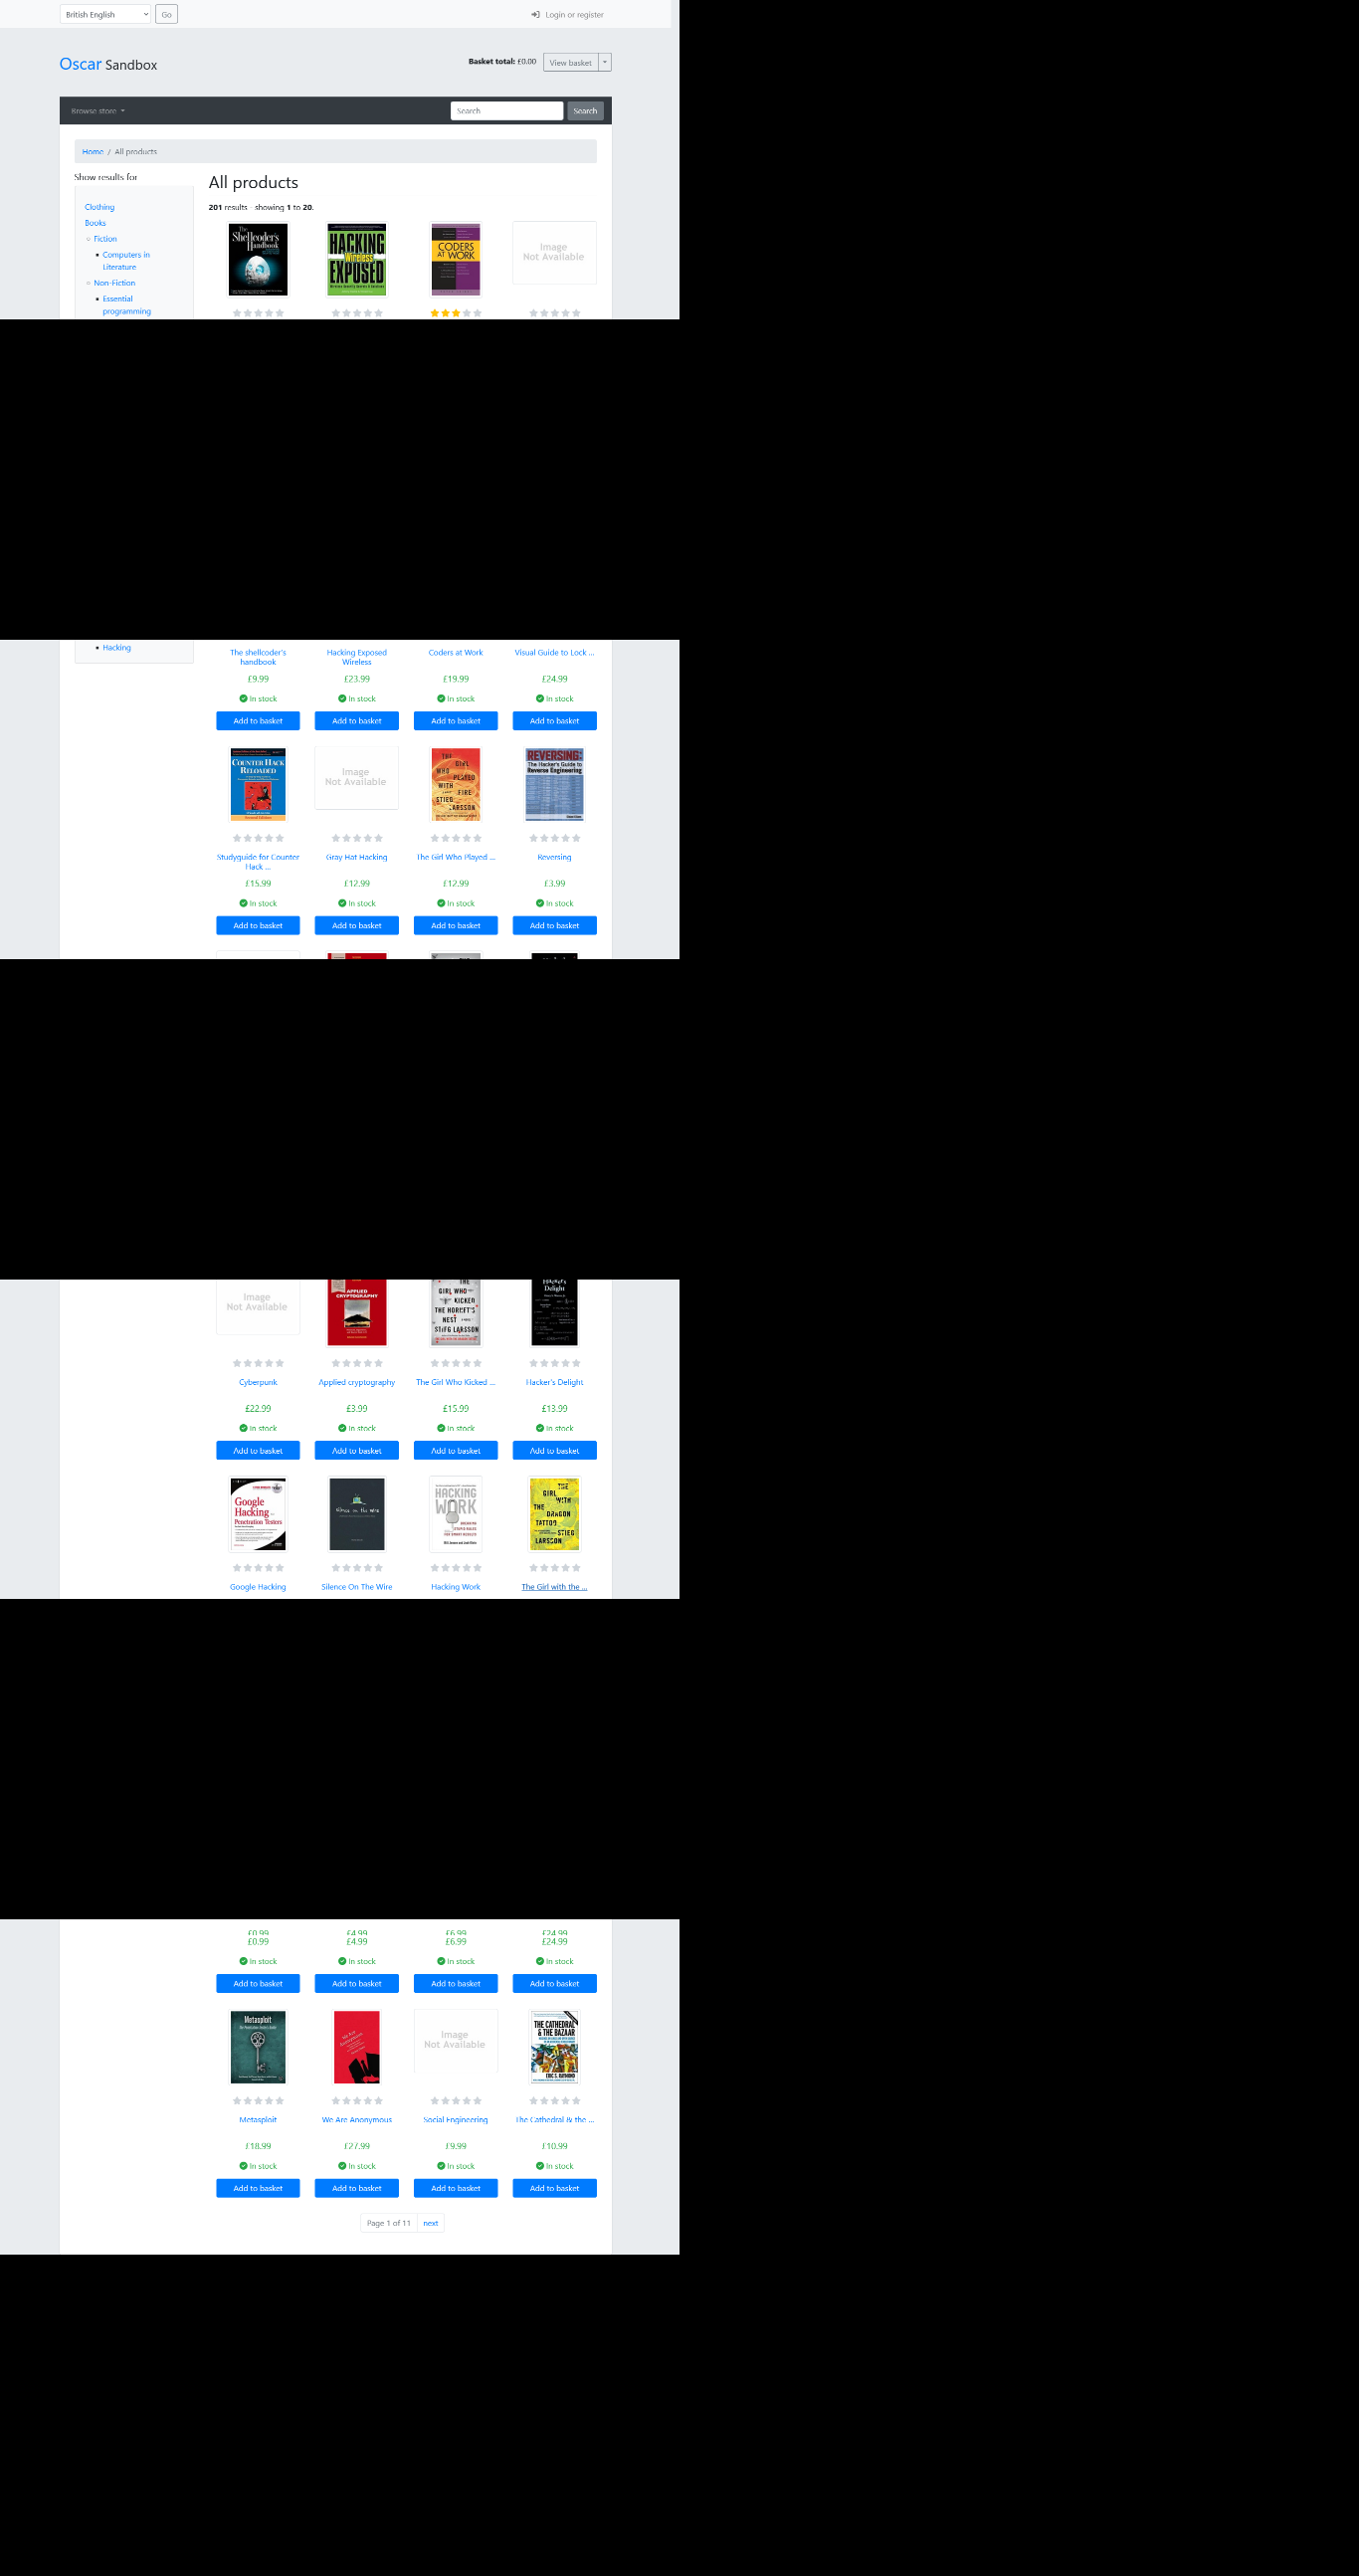 British English
Go
Login or register
Oscar Sandbox
Basket total: £0.00
View basket
Browse store
Search
Search
Home / All products
Show results for
Clothing
Books
Fiction
Computers in
Literature
Non-Fiction
Essential
programming
All products
201 results - showing 1 to 20.
The Shellcoder's Handbook
HACKING EXPOSED Wireless
CODERS AT WORK
Image
Not Available
Hacking
The shellcoder's
handbook
Hacking Exposed
Wireless
Coders at Work
Visual Guide to Lock ...
£9.99
£23.99
£19.99
£24.99
In stock
In stock
In stock
In stock
Add to basket
Add to basket
Add to basket
Add to basket
COUNTER HACK RELOADED
Image
Not Available
THE GIRL WHO PLAYED WITH FIRE STIEG LARSSON
REVERSING: The Hacker's Guide to Reverse Engineering
Studyguide for Counter
Hack ...
Gray Hat Hacking
The Girl Who Played ...
Reversing
£15.99
£12.99
£12.99
£3.99
In stock
In stock
In stock
In stock
Add to basket
Add to basket
Add to basket
Add to basket
Image
Not Available
APPLIED CRYPTOGRAPHY
THE GIRL WHO KICKED THE HORNET'S NEST STIEG LARSSON
Hacker's Delight
Cyberpunk
Applied cryptography
The Girl Who Kicked ...
Hacker's Delight
£22.99
£3.99
£15.99
£13.99
In stock
In stock
In stock
In stock
Add to basket
Add to basket
Add to basket
Add to basket
Google Hacking for Penetration Testers
Silence on the Wire
HACKING WORK
THE GIRL WITH THE DRAGON TATTOO STIEG LARSSON
Google Hacking
Silence On The Wire
Hacking Work
The Girl with the ...
£0.99
£4.99
£6.99
£24.99
£0.99
£4.99
£6.99
£24.99
In stock
In stock
In stock
In stock
Add to basket
Add to basket
Add to basket
Add to basket
Metasploit
We Are Anonymous
Image
Not Available
THE CATHEDRAL & THE BAZAAR
ERIC S. RAYMOND
Metasploit
We Are Anonymous
Social Engineering
The Cathedral & the ...
£18.99
£27.99
£9.99
£10.99
In stock
In stock
In stock
In stock
Add to basket
Add to basket
Add to basket
Add to basket
Page 1 of 11
next